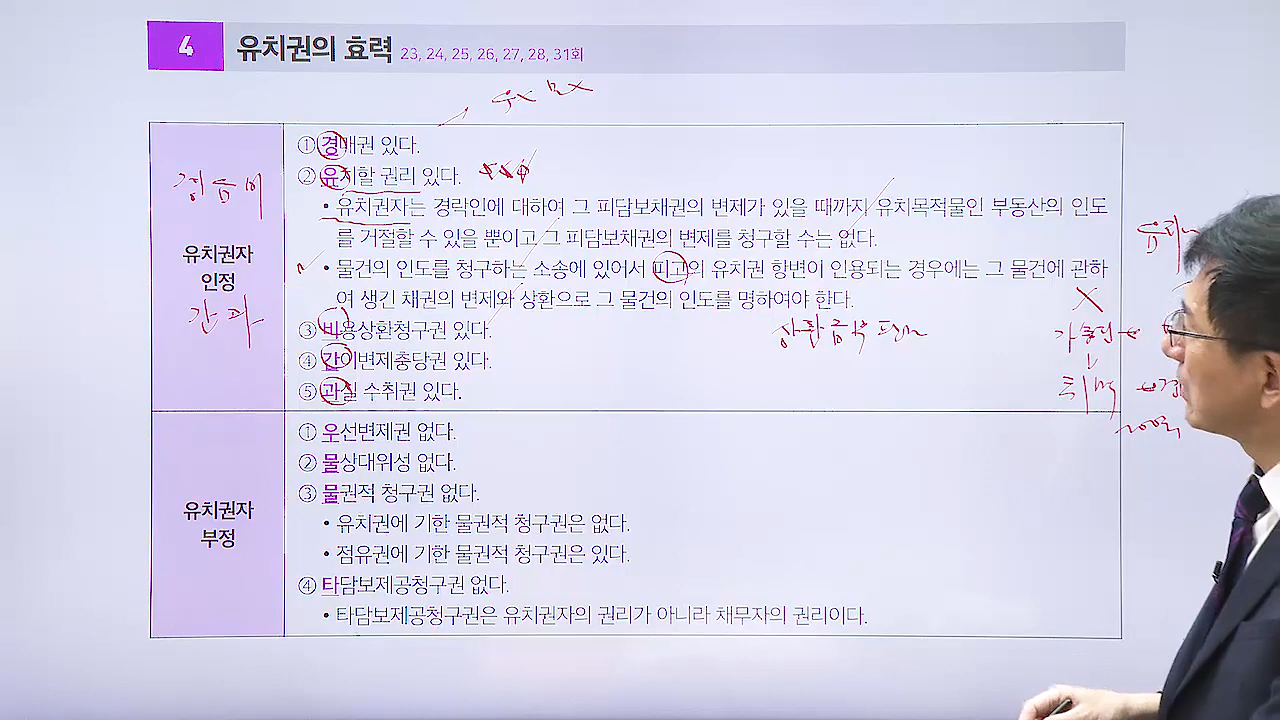 4 유치권의 효력 23, 24, 25, 26, 27, 28, 31회
① 경매권 있다.
② 유치할 권리 있다.
• 유치권자는 경락인에 대하여 그 피담보채권의 변제가 있을 때까지 유치목적물인 부동산의 인도
를 거절할 수 있을 뿐이고 그 피담보채권의 변제를 청구할 수는 없다.
• 물건의 인도를 청구하는 소송에 있어서 피고의 유치권 항변이 인용되는 경우에는 그 물건에 관하
여 생긴 채권의 변제와 상환으로 그 물건의 인도를 명하여야 한다.
③ 비용상환청구권 있다.
④ 간이변제충당권 있다.
⑤ 과실 수취권 있다.
유치권자
인정
간과
① 우선변제권 없다.
② 물상대위성 없다.
③ 물권적 청구권 없다.
• 유치권에 기한 물권적 청구권은 없다.
• 점유권에 기한 물권적 청구권은 있다.
④ 타담보제공청구권 없다.
• 타담보제공청구권은 유치권자의 권리가 아니라 채무자의 권리이다.
유치권자
부정